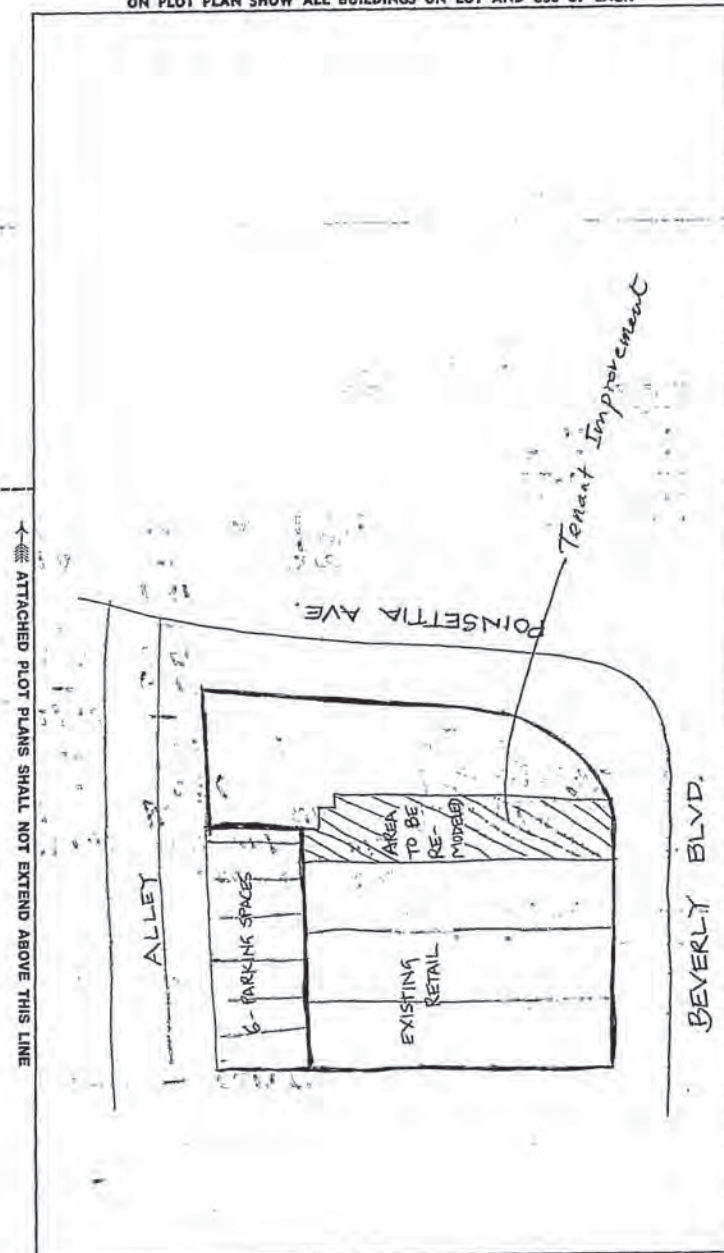 ON PLOT PLAN SHOW ALL BUILDINGS ON LOT AND USE OF EACH
ATTACHED PLOT PLANS SHALL NOT EXTEND ABOVE THIS LINE
ALLEY
6-PARKING SPACES
EXISTING
RETAIL
AREA
TO BE
RE-
MODELED
Tenant Improvement
POINSETTIA AVE.
BEVERLY BLVD.